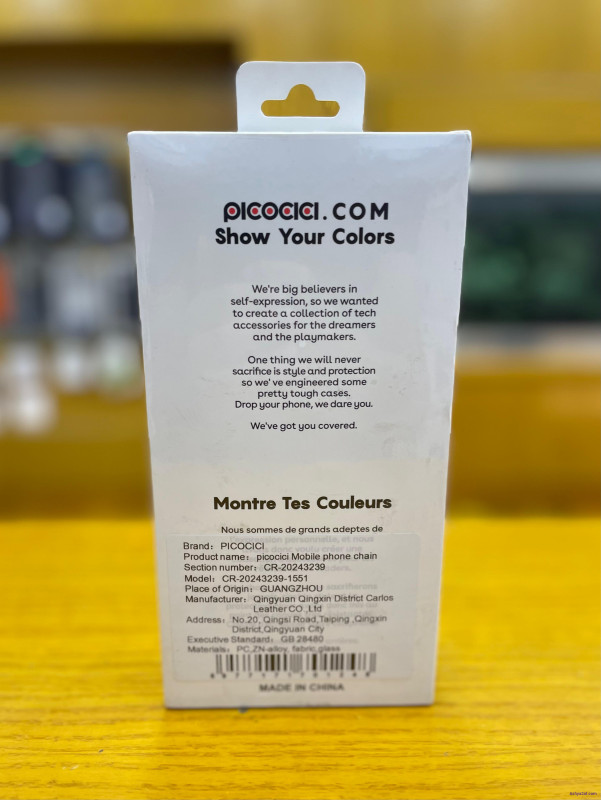 PICOCICI.COM
Show Your Colors
We're big believers in
self-expression, so we wanted
to create a collection of tech
accessories for the dreamers
and the playmakers.
One thing we will never
sacrifice is style and protection
so we' ve engineered some
pretty tough cases.
Drop your phone, we dare you.
We've got you covered.
Montre Tes Couleurs
Nous sommes de grands adeptes de
Brand: PICOCICI
Product name: picocici Mobile phone chain
Section number: CR-20243239
Model: CR-20243239-1551
Place of Origin: GUANGZHOU
Manufacturer: Qingyuan Qingxin District Carlos
Leather CO.,Ltd
Address: No.20, Qingsi Road,Taiping ,Qingxin
District,Qingyuan City
Executive Standard: GB 28480
Materials: PC,ZN-alloy, fabric,glass
MADE IN CHINA